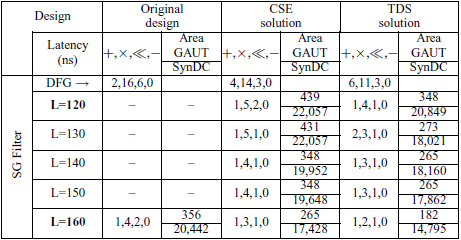 Design Original design CSE solution TDS solution
Latency (ns) +,×,≪,− Area GAUT SynDC +,×,≪,− Area GAUT SynDC +,×,≪,− Area GAUT SynDC
SG Filter
DFG → 2,16,6,0 4,14,3,0 6,11,3,0
L=120 – – 1,5,2,0 439 22,057 1,4,1,0 348 20,849
L=130 – – 1,5,1,0 431 22,057 2,3,1,0 273 18,021
L=140 – – 1,4,1,0 348 19,952 1,3,1,0 265 18,160
L=150 – – 1,4,1,0 348 19,648 1,3,1,0 265 17,862
L=160 1,4,2,0 356 20,442 1,3,1,0 265 17,428 1,2,1,0 182 14,795